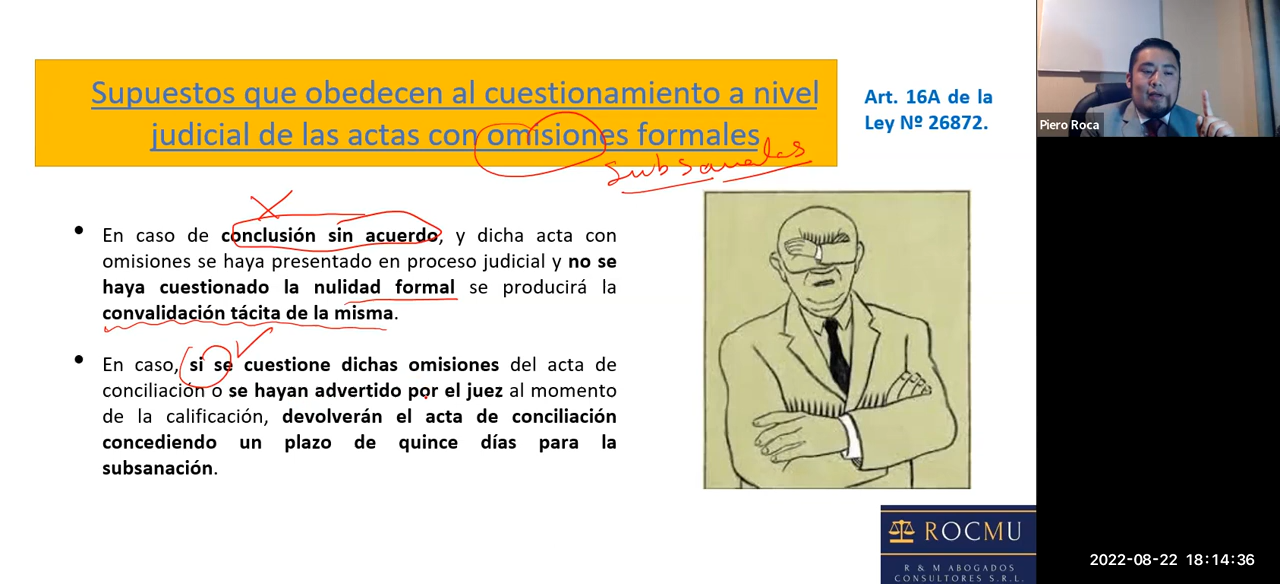 Supuestos que obedecen al cuestionamiento a nivel
judicial de las actas con omisiones formales
subsanables
Art. 16A de la
Ley Nº 26872.
Piero Roca
• En caso de conclusión sin acuerdo, y dicha acta con
omisiones se haya presentado en proceso judicial y no se
haya cuestionado la nulidad formal se producirá la
convalidación tácita de la misma.
• En caso, si se cuestione dichas omisiones del acta de
conciliación o se hayan advertido por el juez al momento
de la calificación, devolverán el acta de conciliación
concediendo un plazo de quince días para la
subsanación.
ROCMU
R & M ABOGADOS
CONSULTORES S.R.L.
2022-08-22 18:14:36